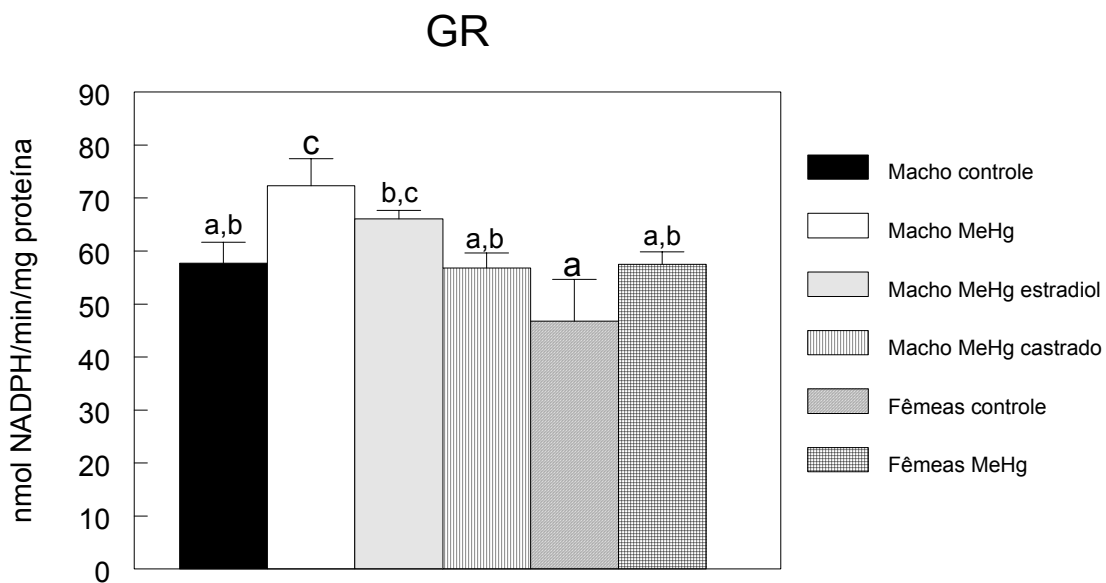 GR
nmol NADPH/min/mg proteína
90
80
70
60
50
40
30
20
10
0
a,b
c
b,c
a,b
a
a,b
Macho controle
Macho MeHg
Macho MeHg estradiol
Macho MeHg castrado
Fêmeas controle
Fêmeas MeHg